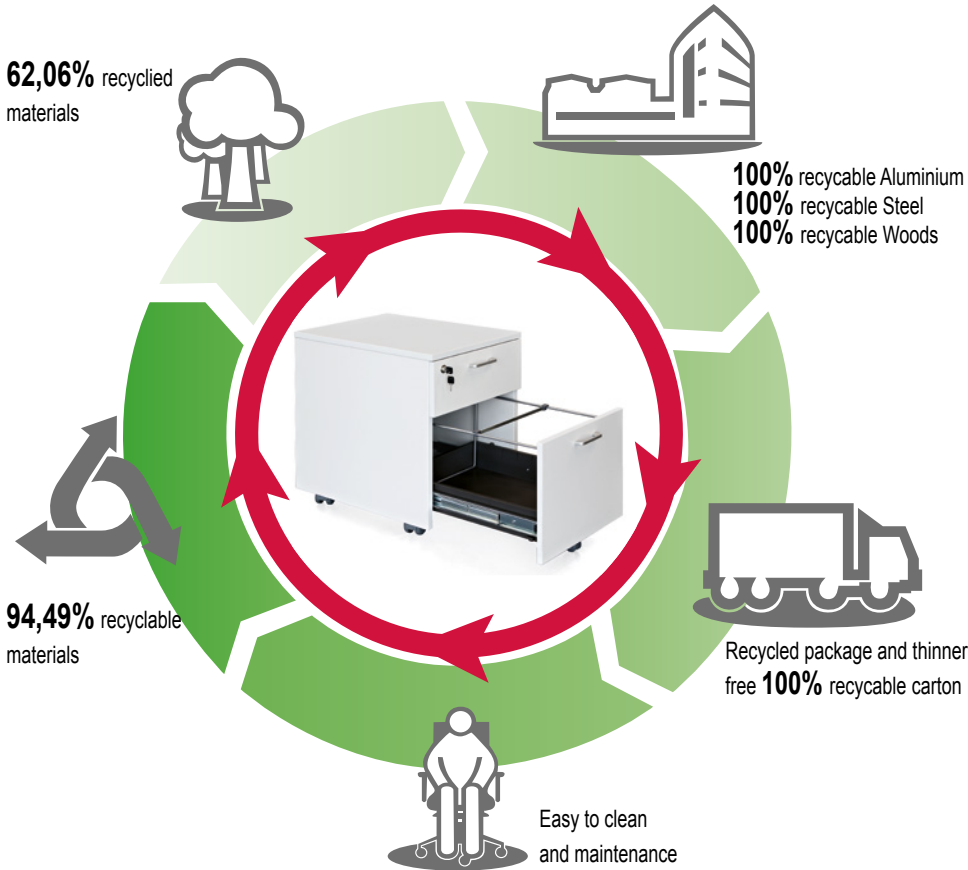 62,06% recyclied
materials
100% recycable Aluminium
100% recycable Steel
100% recycable Woods
Recycled package and thinner
free 100% recycable carton
Easy to clean
and maintenance
94,49% recyclable
materials